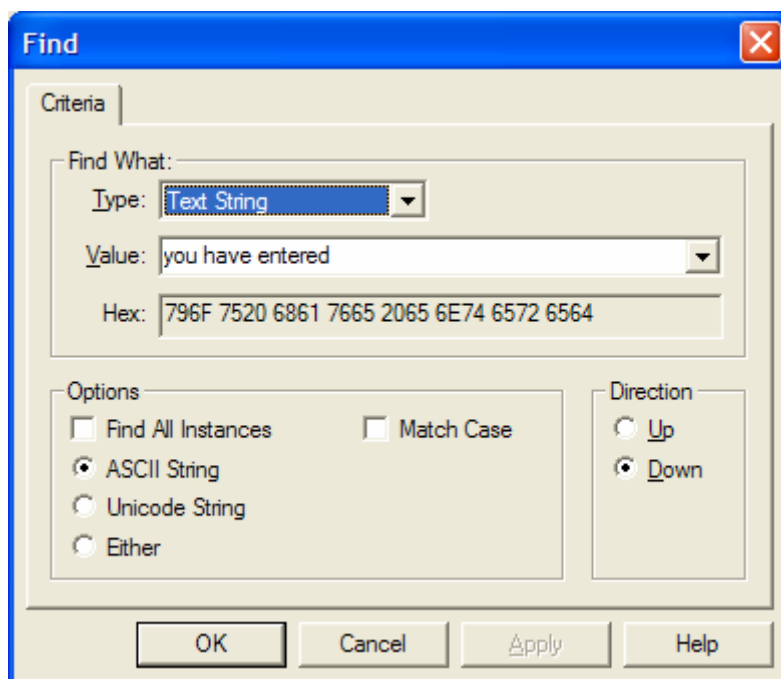 Find
Criteria
Find What:
Type: Text String
Value: you have entered
Hex: 796F 7520 6861 7665 2065 6E74 6572 6564
Options
Direction
Find All Instances
Match Case
Up
ASCII String
Down
Unicode String
Either
OK
Cancel
Apply
Help